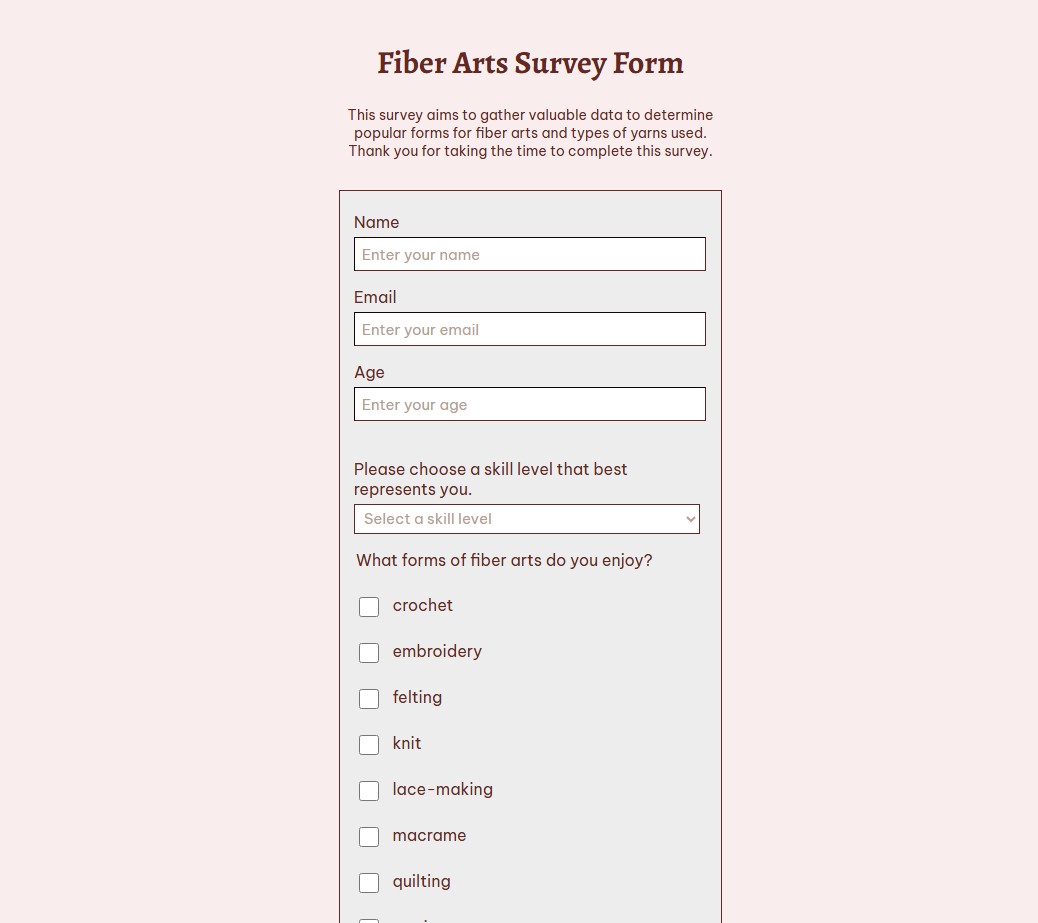 Fiber Arts Survey Form
This survey aims to gather valuable data to determine
popular forms for fiber arts and types of yarns used.
Thank you for taking the time to complete this survey.
Name
Enter your name
Email
Enter your email
Age
Enter your age
Please choose a skill level that best
represents you.
Select a skill level
What forms of fiber arts do you enjoy?
crochet
embroidery
felting
knit
lace-making
macrame
quilting